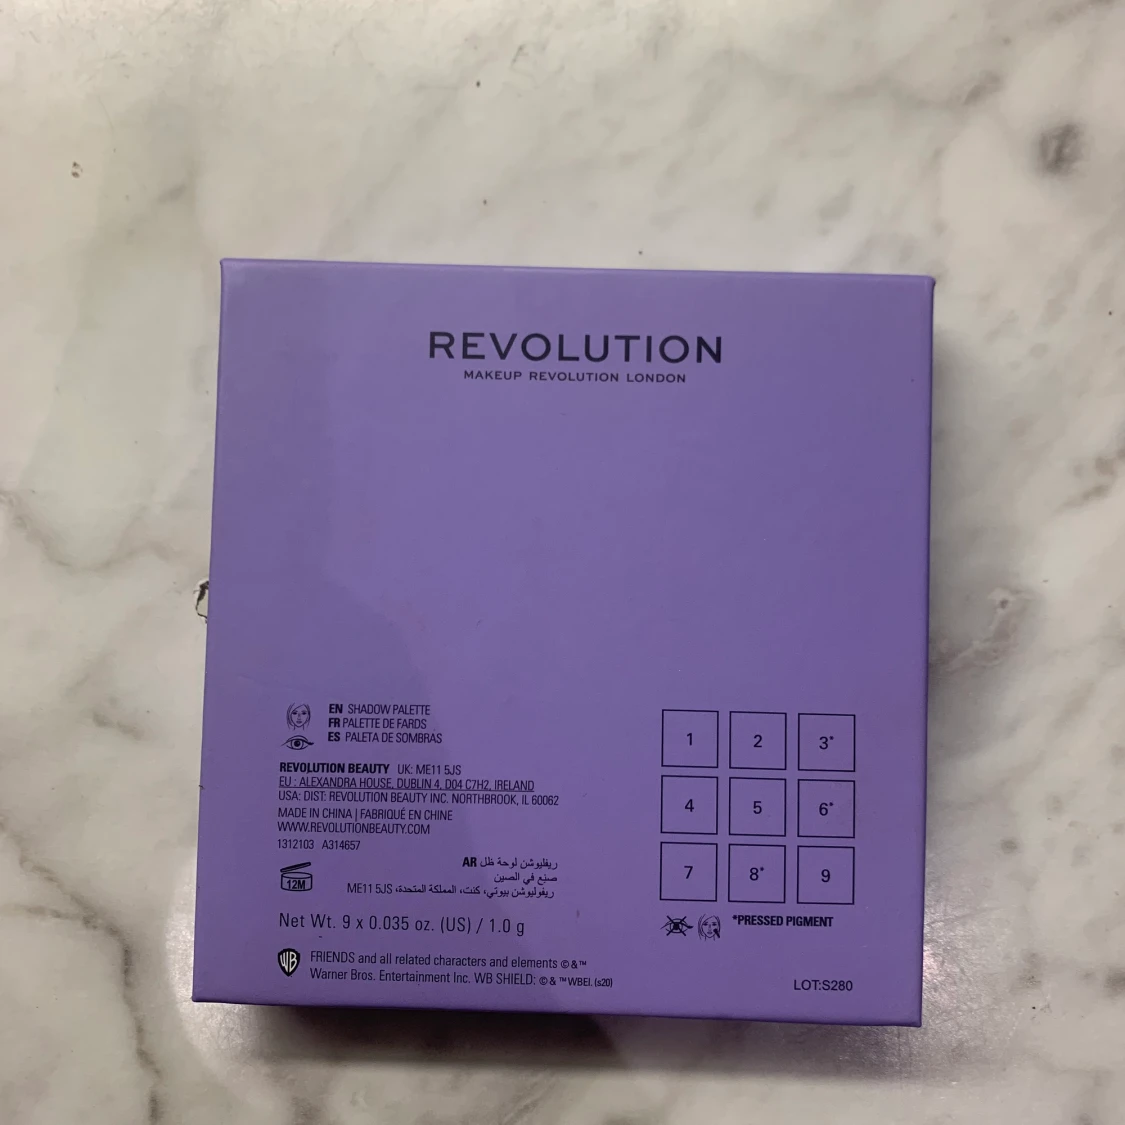 REVOLUTION
MAKEUP REVOLUTION LONDON
EN SHADOW PALETTE
FR PALETTE DE FARDS
ES PALETA DE SOMBRAS
REVOLUTION BEAUTY UK: ME11 5JS
EU : ALEXANDRA HOUSE, DUBLIN 4, D04 C7H2, IRELAND
USA: DIST: REVOLUTION BEAUTY INC. NORTHBROOK, IL 60062
MADE IN CHINA | FABRIQUÉ EN CHINE
WWW.REVOLUTIONBEAUTY.COM
1312103 A314657
AR ريفليوشن لوحة ظل
صنع في الصين
ريفوليوشن بيوتي، كنت، المملكة المتحدة، ME11 5JS
12M
Net Wt. 9 x 0.035 oz. (US) / 1.0 g
WB
FRIENDS and all related characters and elements © & ™
Warner Bros. Entertainment Inc. WB SHIELD: © & ™ WBEI. (s20)
1 2 3*
4 5 6*
7 8* 9
*PRESSED PIGMENT
LOT:S280